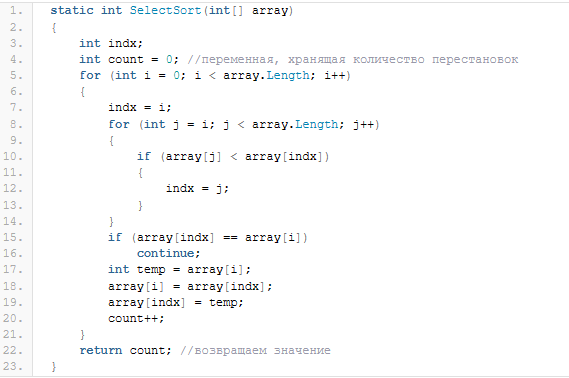 1. static int SelectSort(int[] array)
2. {
3.     int indx;
4.     int count = 0; //переменная, хранящая количество перестановок
5.     for (int i = 0; i < array.Length; i++)
6.     {
7.         indx = i;
8.         for (int j = i; j < array.Length; j++)
9.         {
10.             if (array[j] < array[indx])
11.             {
12.                 indx = j;
13.             }
14.         }
15.         if (array[indx] == array[i])
16.             continue;
17.         int temp = array[i];
18.         array[i] = array[indx];
19.         array[indx] = temp;
20.         count++;
21.     }
22.     return count; //возвращаем значение
23. }